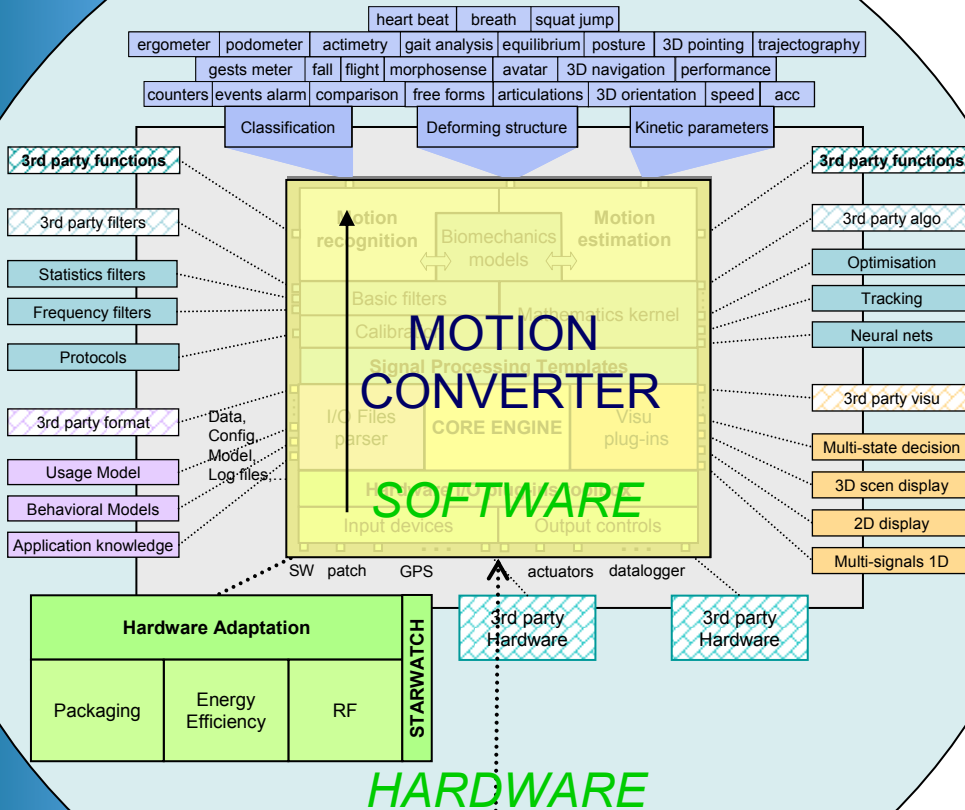 heart beat breath squat jump
ergometer podometer actimetry gait analysis equilibrium posture 3D pointing trajectography
gests meter fall flight morphosense avatar 3D navigation performance
counters events alarm comparison free forms articulations 3D orientation speed acc
Classification Deforming structure Kinetic parameters
3rd party functions
3rd party filters
Statistics filters
Frequency filters
Protocols
3rd party format
Usage Model
Behavioral Models
Application knowledge
Data,
Config,
Model,
Log files,
Motion
recognition
Biomechanics
models
Motion
estimation
Basic filters
Calibration
Mathematics kernel
MOTION
CONVERTER
Signal Processing Templates
I/O Files
parser
CORE ENGINE
Visu
plug-ins
SOFTWARE
Hardware I/O plug-ins toolbox
Input devices Output controls
3rd party functions
3rd party algo
Optimisation
Tracking
Neural nets
3rd party visu
Multi-state decision
3D scen display
2D display
Multi-signals 1D
SW patch GPS actuators datalogger
Hardware Adaptation
Packaging
Energy
Efficiency
RF
STARWATCH
3rd party
Hardware
3rd party
Hardware
HARDWARE